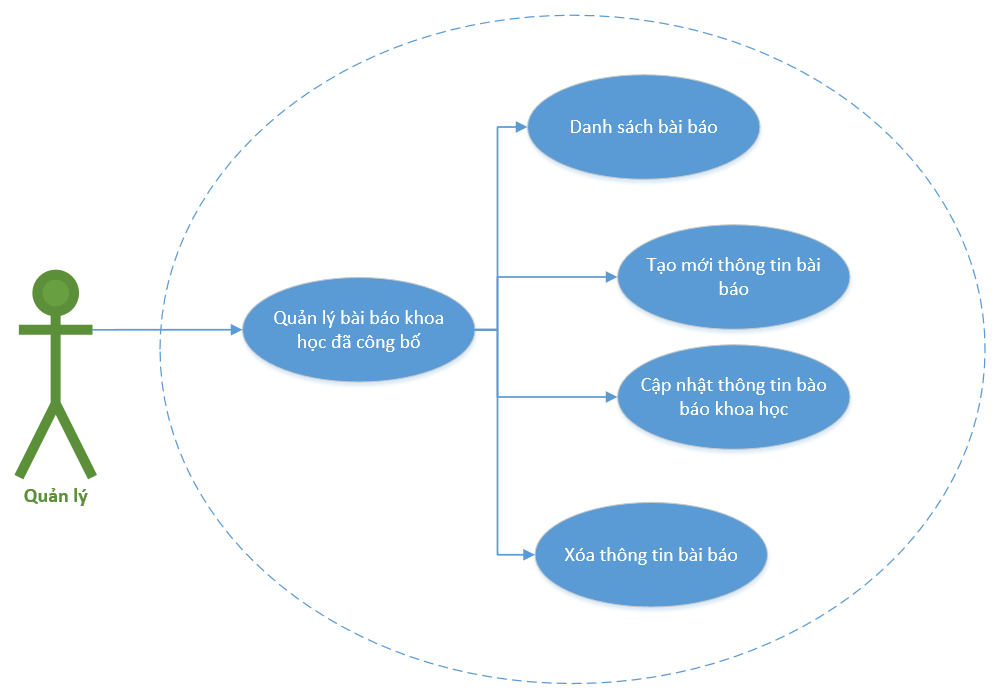 Danh sách bài báo
Tạo mới thông tin bài
báo
Quản lý bài báo khoa
học đã công bố
Cập nhật thông tin bào
báo khoa học
Quản lý
Xóa thông tin bài báo